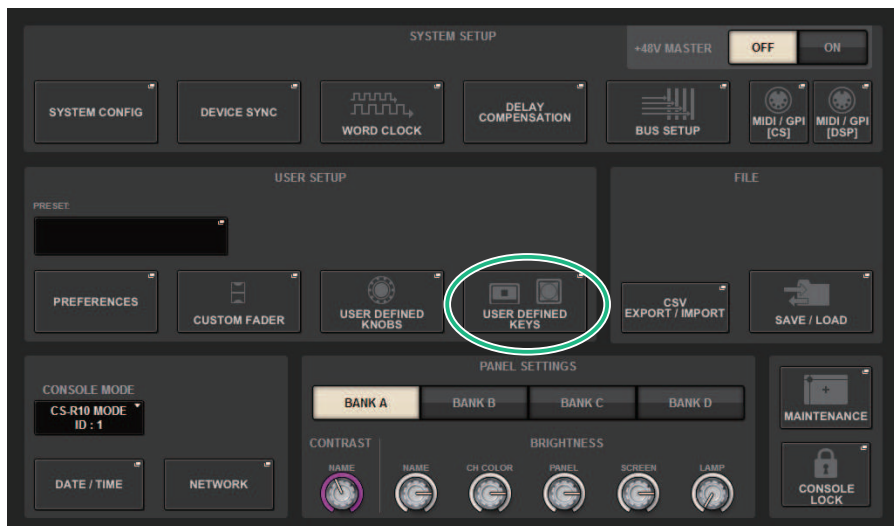 SYSTEM SETUP
+48V MASTER
OFF
ON
SYSTEM CONFIG
DEVICE SYNC
WORD CLOCK
DELAY
COMPENSATION
BUS SETUP
MIDI / GPI
[CS]
MIDI / GPI
[DSP]
USER SETUP
PRESET
PREFERENCES
CUSTOM FADER
USER DEFINED
KNOBS
USER DEFINED
KEYS
FILE
CSV
EXPORT / IMPORT
SAVE / LOAD
CONSOLE MODE
CS-R10 MODE
ID : 1
DATE / TIME
NETWORK
PANEL SETTINGS
BANK A
BANK B
BANK C
BANK D
CONTRAST
BRIGHTNESS
NAME
NAME
CH COLOR
PANEL
SCREEN
LAMP
MAINTENANCE
CONSOLE
LOCK